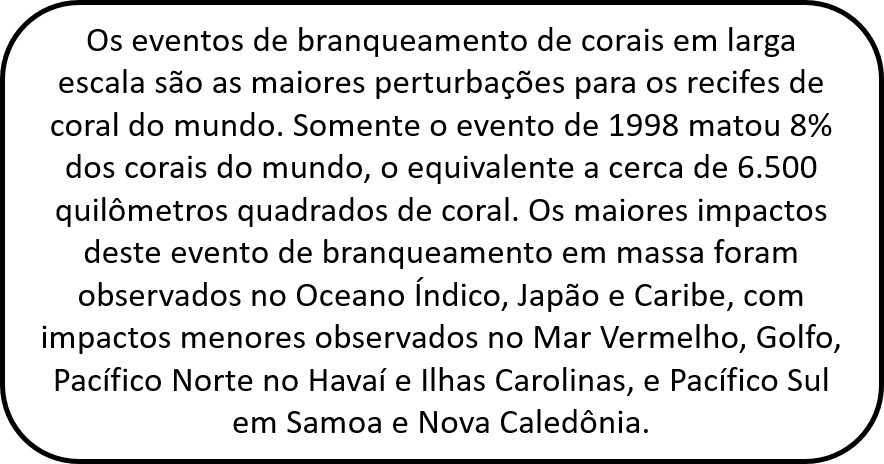 Os eventos de branqueamento de corais em larga
escala são as maiores perturbações para os recifes de
coral do mundo. Somente o evento de 1998 matou 8%
dos corais do mundo, o equivalente a cerca de 6.500
quilômetros quadrados de coral. Os maiores impactos
deste evento de branqueamento em massa foram
observados no Oceano Índico, Japão e Caribe, com
impactos menores observados no Mar Vermelho, Golfo,
Pacífico Norte no Havaí e Ilhas Carolinas, e Pacífico Sul
em Samoa e Nova Caledônia.